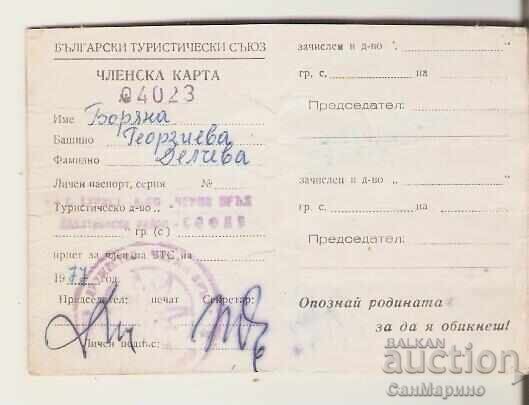 БЪЛГАРСКИ ТУРИСТИЧЕСКИ СЪЮЗ
ЧЛЕНСКА КАРТА
04023
Име Боряна
Бащино Георгиева
Фамилно Делчева
Личен паспорт, серия №
Туристическо д-во „
гр (с)
приет за член на БТС на
1977 год.
Председател: печат Секретар:
Личен подпис:
зачислен в д-во „ “
гр. с. на
Председател:
зачислен в д-во „ “
гр. с. на
Председател:
Опознай родината
за да я обикнеш!
BALKAN
auction
СанМарино